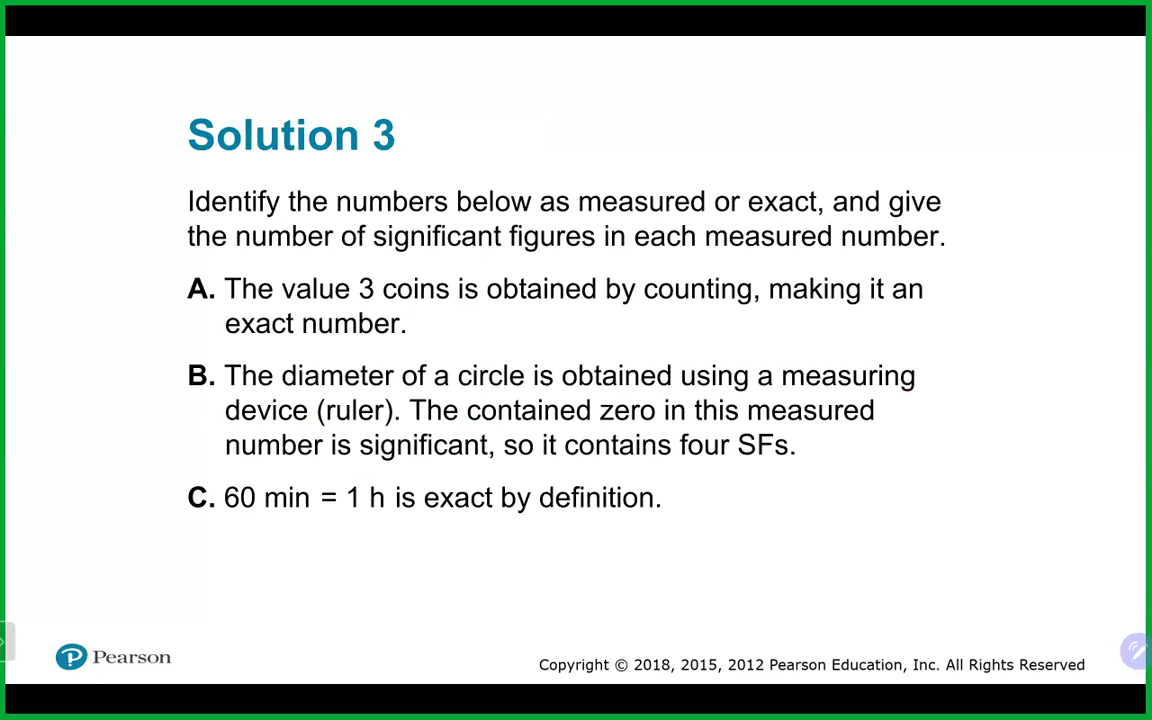 Solution 3
Identify the numbers below as measured or exact, and give
the number of significant figures in each measured number.
A. The value 3 coins is obtained by counting, making it an
exact number.
B. The diameter of a circle is obtained using a measuring
device (ruler). The contained zero in this measured
number is significant, so it contains four SFs.
C. 60 min = 1 h is exact by definition.
Pearson
Copyright © 2018, 2015, 2012 Pearson Education, Inc. All Rights Reserved